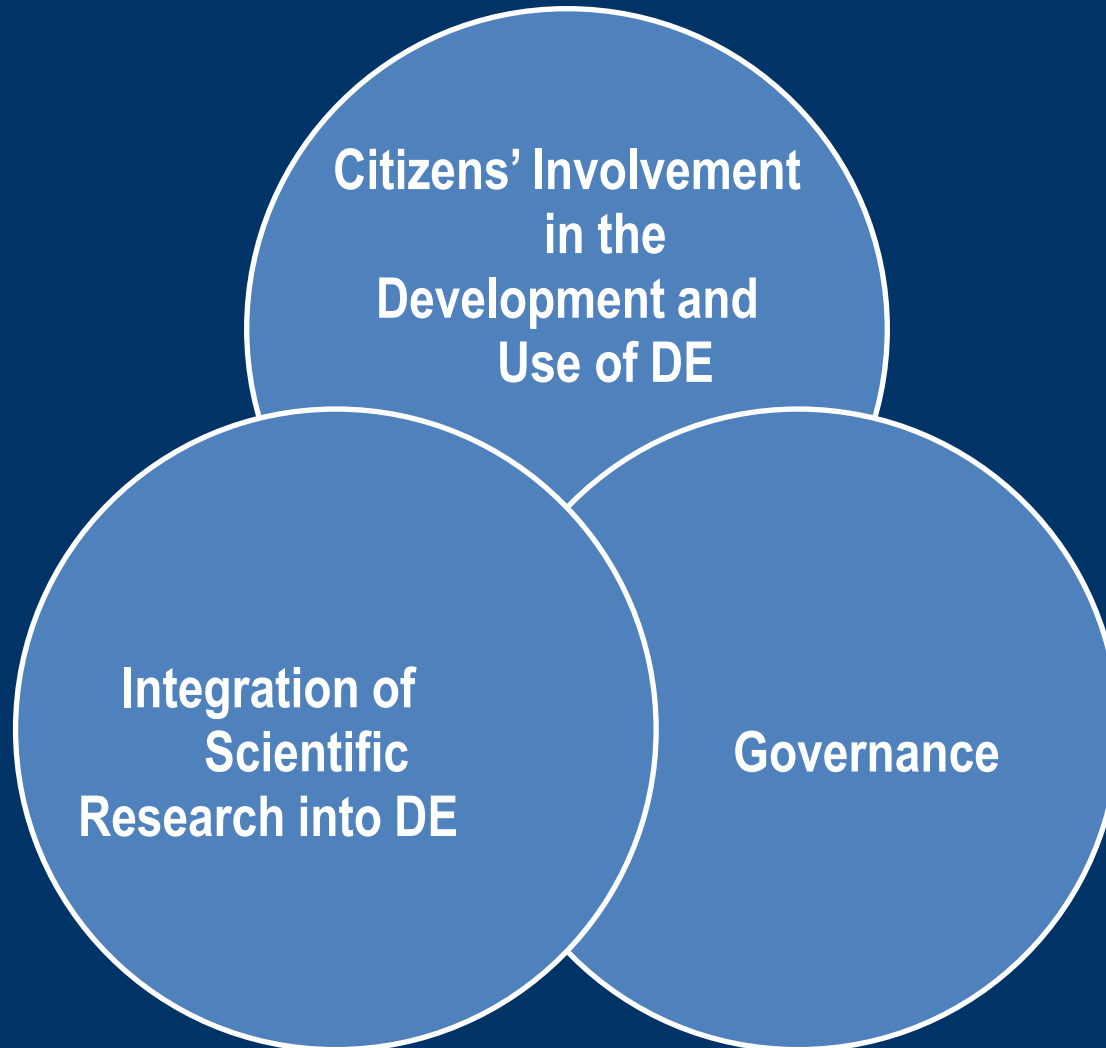 Citizens’ Involvement
in the
Development and
Use of DE
Integration of
Scientific
Research into DE
Governance